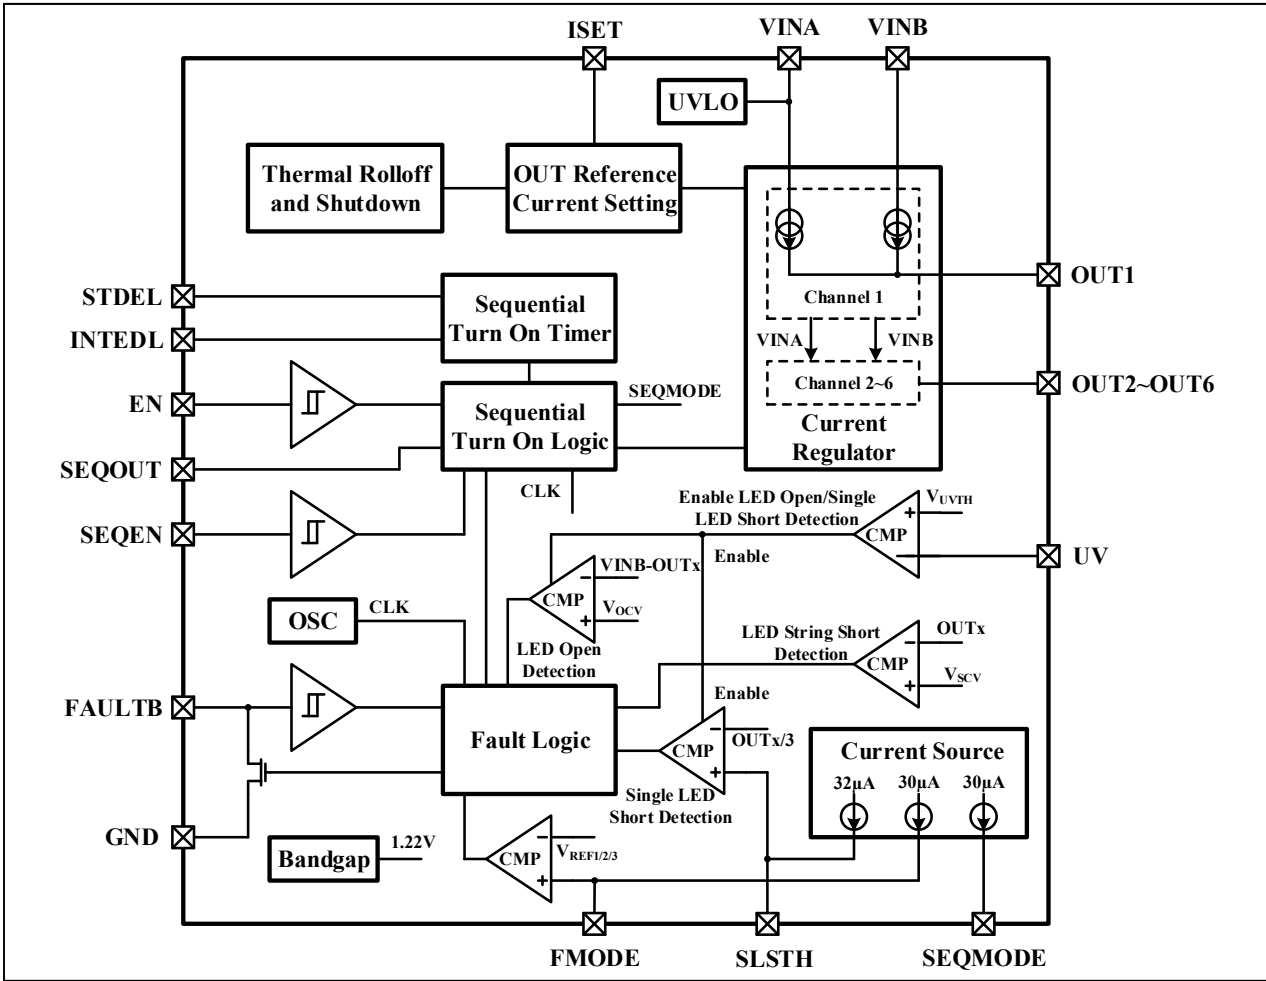 ISET
VINA
VINB
UVLO
Thermal Rolloff
and Shutdown
OUT Reference
Current Setting
Channel 1
VINA
VINB
Channel 2~6
Current
Regulator
OUT1
OUT2~OUT6
STDEL
INTEDL
EN
SEQOUT
SEQEN
Sequential
Turn On Timer
Sequential
Turn On Logic
SEQMODE
CLK
Enable LED Open/Single
LED Short Detection
VUVTH
+
CMP
−
UV
Enable
VINB-OUTx
−
CMP
VOCV
+
LED Open
Detection
OSC
CLK
LED String Short
Detection
OUTx
−
CMP
VSCV
+
FAULTB
Fault Logic
Enable
−
OUTx/3
CMP
+
Single LED
Short Detection
Current Source
32μA
30μA
30μA
GND
Bandgap
1.22V
−
VREF1/2/3
CMP
+
FMODE
SLSTH
SEQMODE